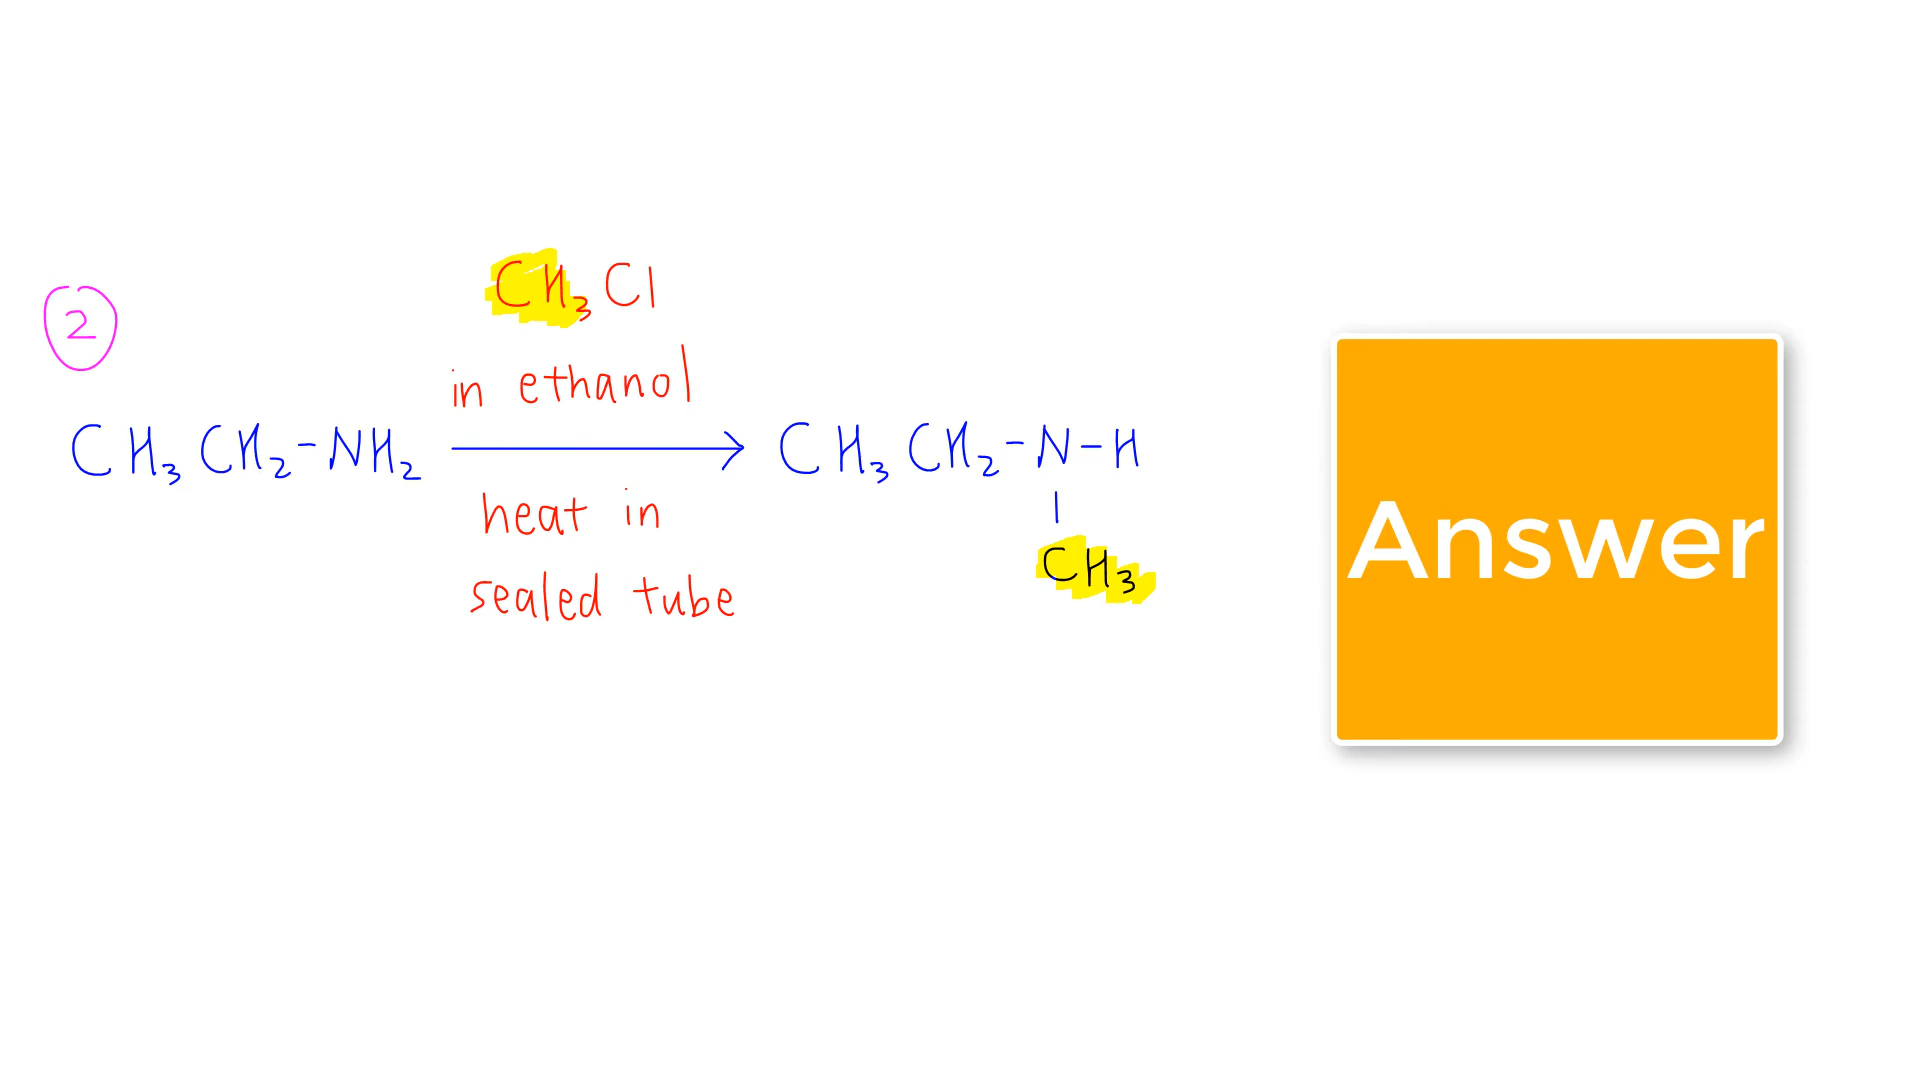 2
CH₃Cl
in ethanol
CH₃CH₂-NH₂ → CH₃CH₂-N-H
heat in
CH₃
sealed tube
Answer